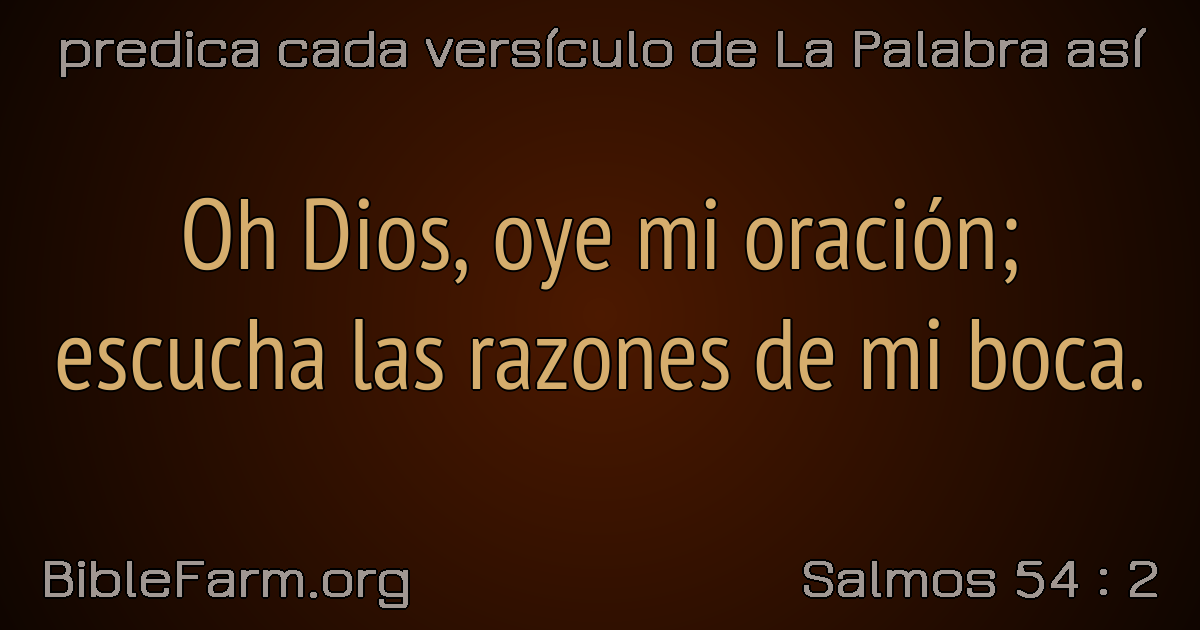 predica cada versículo de La Palabra así
Oh Dios, oye mi oración;
escucha las razones de mi boca.
BibleFarm.org
Salmos 54 : 2